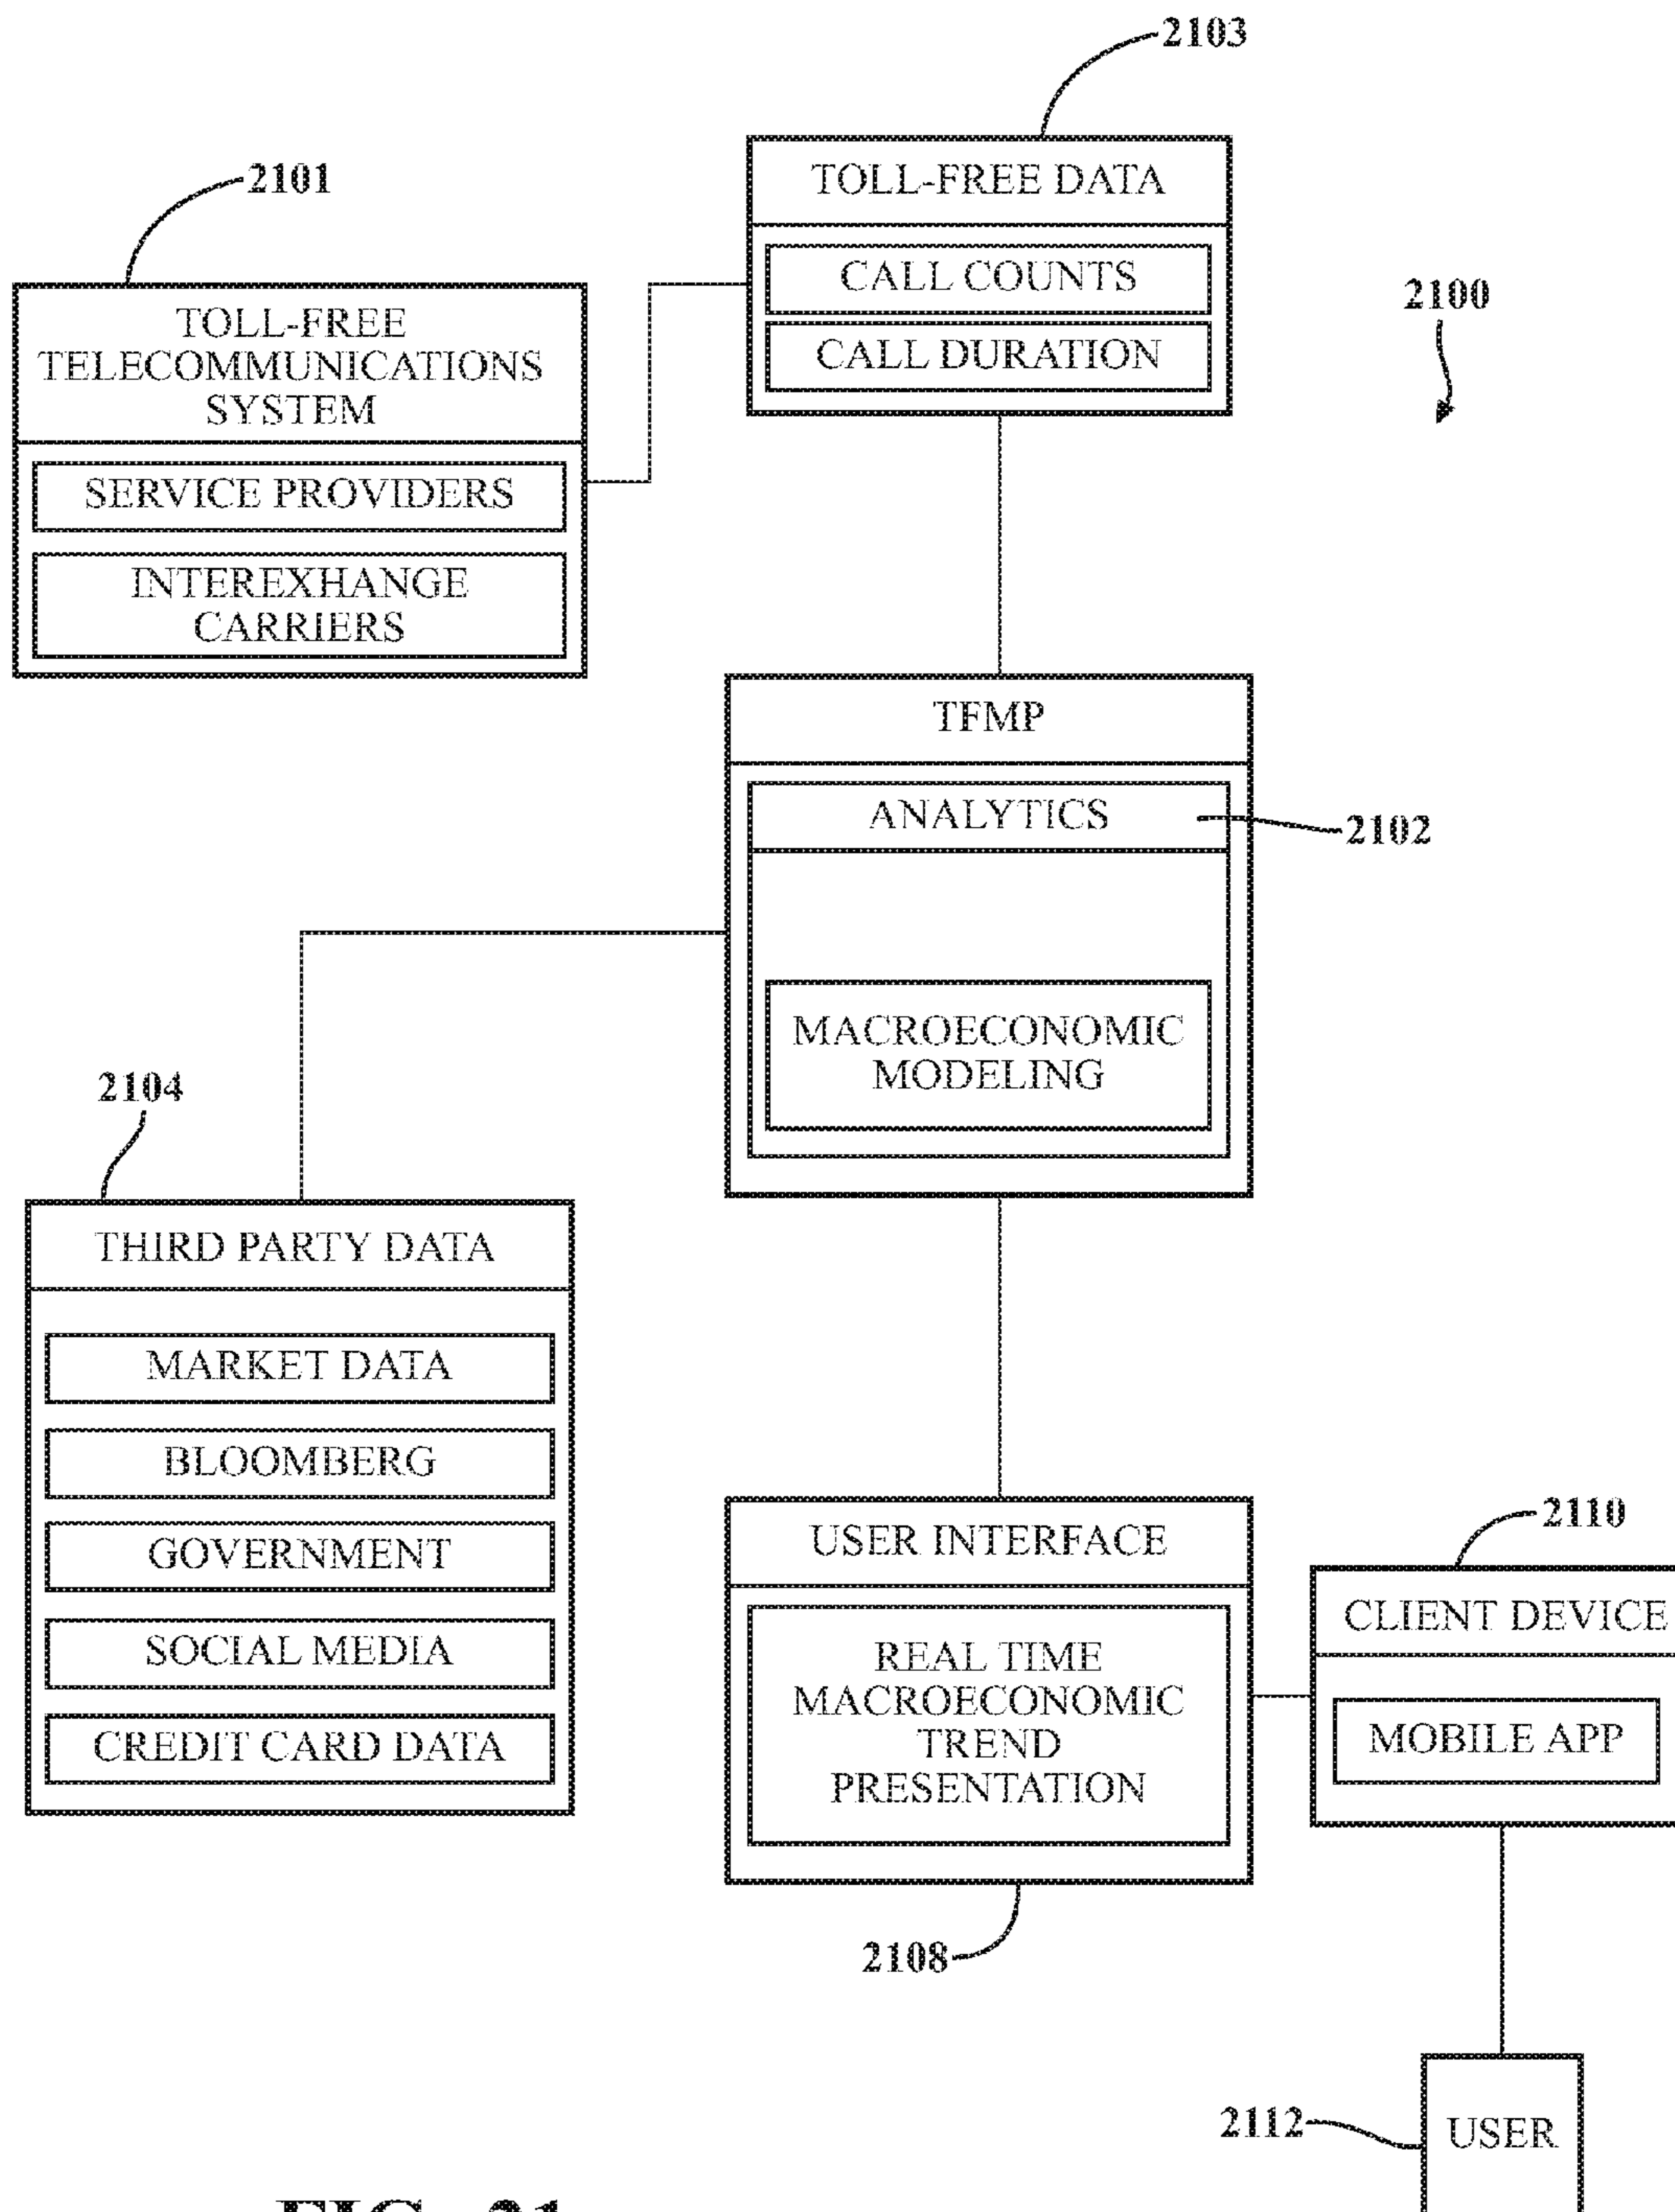 2103
2101
TOLL-FREE DATA
CALL COUNTS
CALL DURATION
2100
TOLL-FREE
TELECOMMUNICATIONS
SYSTEM
SERVICE PROVIDERS
INTEREXHANGE
CARRIERS
TFMP
ANALYTICS
2102
MACROECONOMIC
MODELING
2104
THIRD PARTY DATA
MARKET DATA
BLOOMBERG
GOVERNMENT
SOCIAL MEDIA
CREDIT CARD DATA
USER INTERFACE
REAL TIME
MACROECONOMIC
TREND
PRESENTATION
2108
2110
CLIENT DEVICE
MOBILE APP
2112
USER
FIG. 21